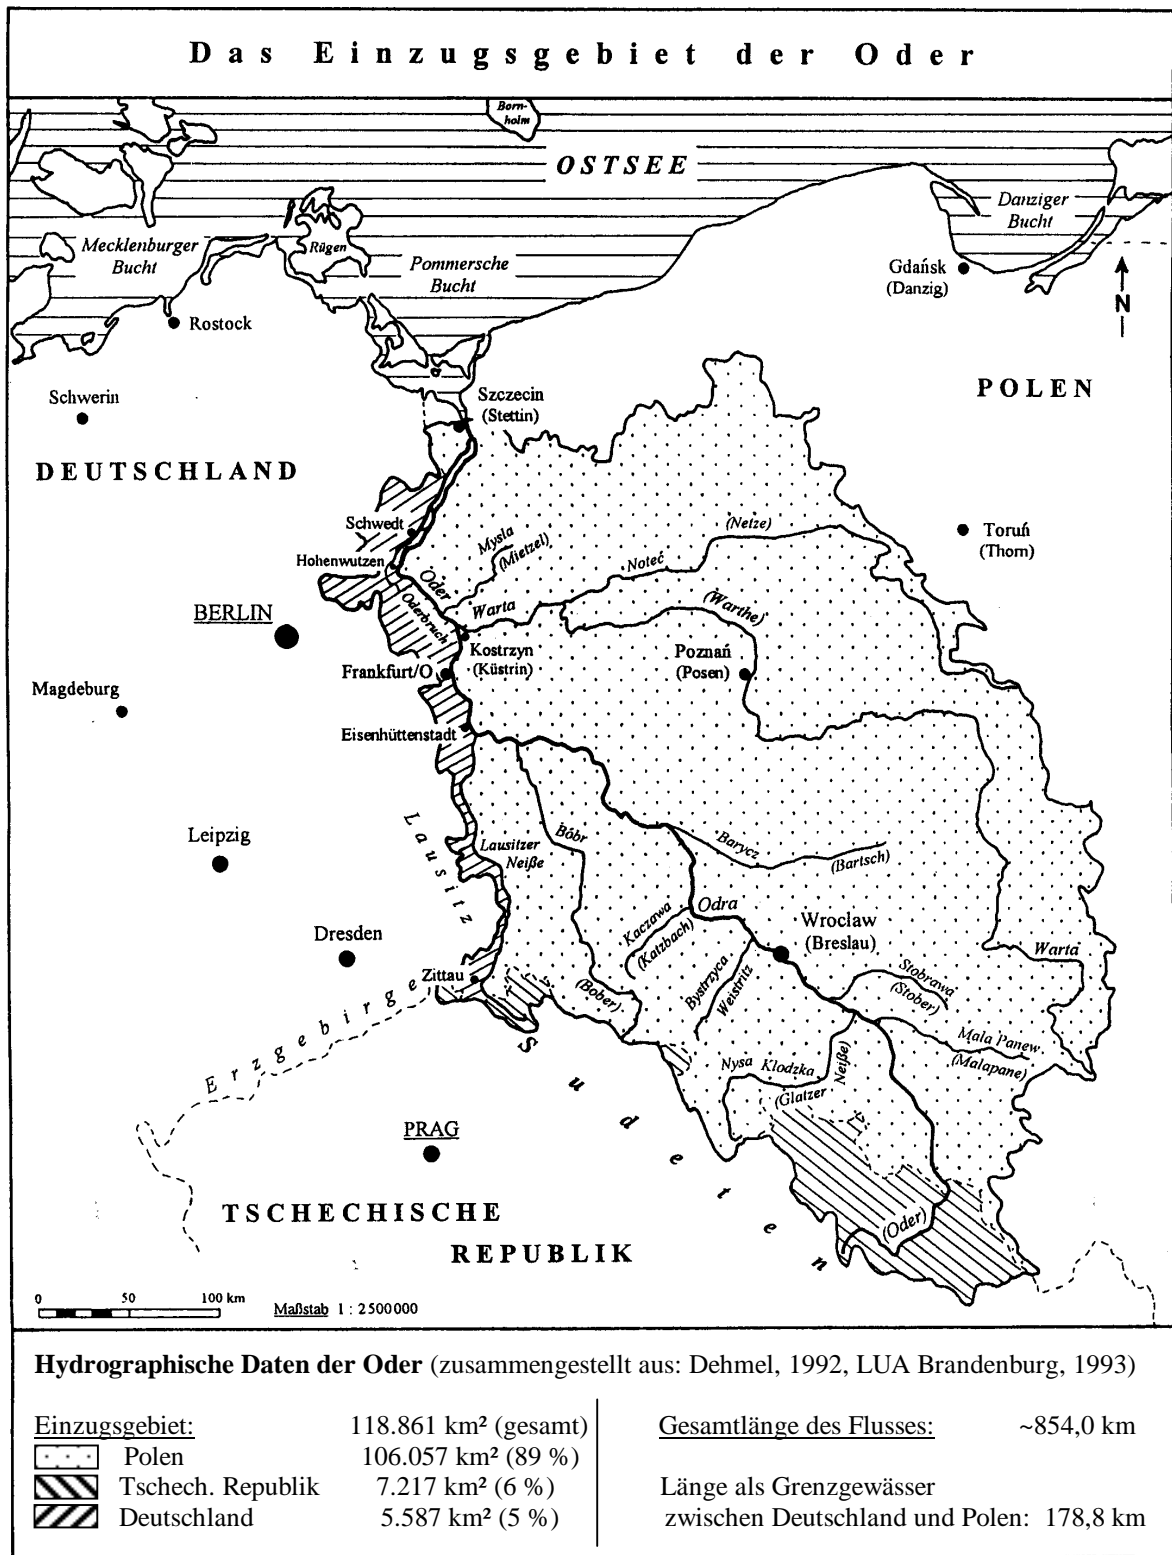 Das Einzugsgebiet der Oder
Born-
holm
OSTSEE
Danziger
Bucht
Mecklenburger
Bucht
Rügen
Pommersche
Bucht
Gdańsk
(Danzig)
N
Rostock
Schwerin
Szczecin
(Stettin)
POLEN
DEUTSCHLAND
Schwedt
Mysla
(Mietzel)
(Netze)
Noteć
Toruń
(Thorn)
Hohenwutzen
Oder
Oderbruch
Warta
(Warthe)
BERLIN
Kostrzyn
(Küstrin)
Poznań
(Posen)
Frankfurt/O
Magdeburg
Eisenhüttenstadt
Lausitz
Leipzig
Lausitzer
Neiße
Bóbr
Barycz
(Bartsch)
Odra
Kaczawa
(Katzbach)
Wroclaw
(Breslau)
Dresden
Zittau
(Bober)
Bystrzyca
Weistritz
Stobrawa
(Stober)
Warta
Erzgebirge
Mala Panew
(Malapane)
Nysa Klodzka
(Glatzer
Neiße)
Sudeten
PRAG
TSCHECHISCHE
REPUBLIK
(Oder)
0 50 100 km
Maßstab 1 : 2500000
Hydrographische Daten der Oder (zusammengestellt aus: Dehmel, 1992, LUA Brandenburg, 1993)
Einzugsgebiet: 118.861 km² (gesamt)
Polen 106.057 km² (89 %)
Tschech. Republik 7.217 km² (6 %)
Deutschland 5.587 km² (5 %)
Gesamtlänge des Flusses: ~854,0 km
Länge als Grenzgewässer
zwischen Deutschland und Polen: 178,8 km